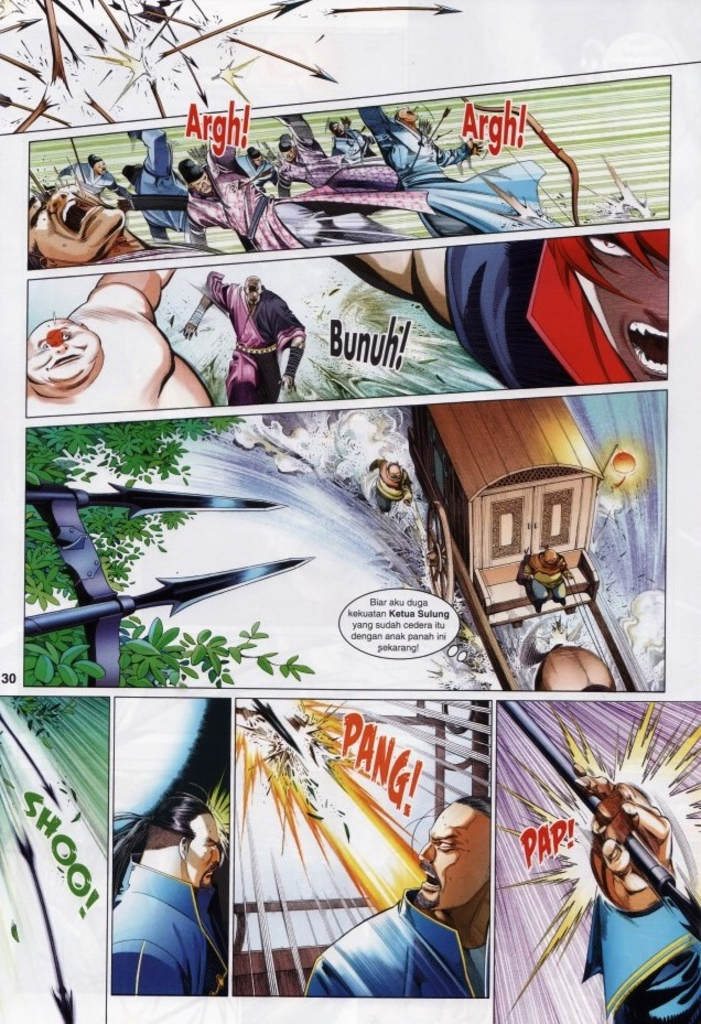 Argh!
Argh!
Bunuh!
Biar aku duga
kekuatan Ketua Sulung
yang sudah cedera itu
dengan anak panah ini
sekarang!
30
SHOO!
PANG!
PAP!